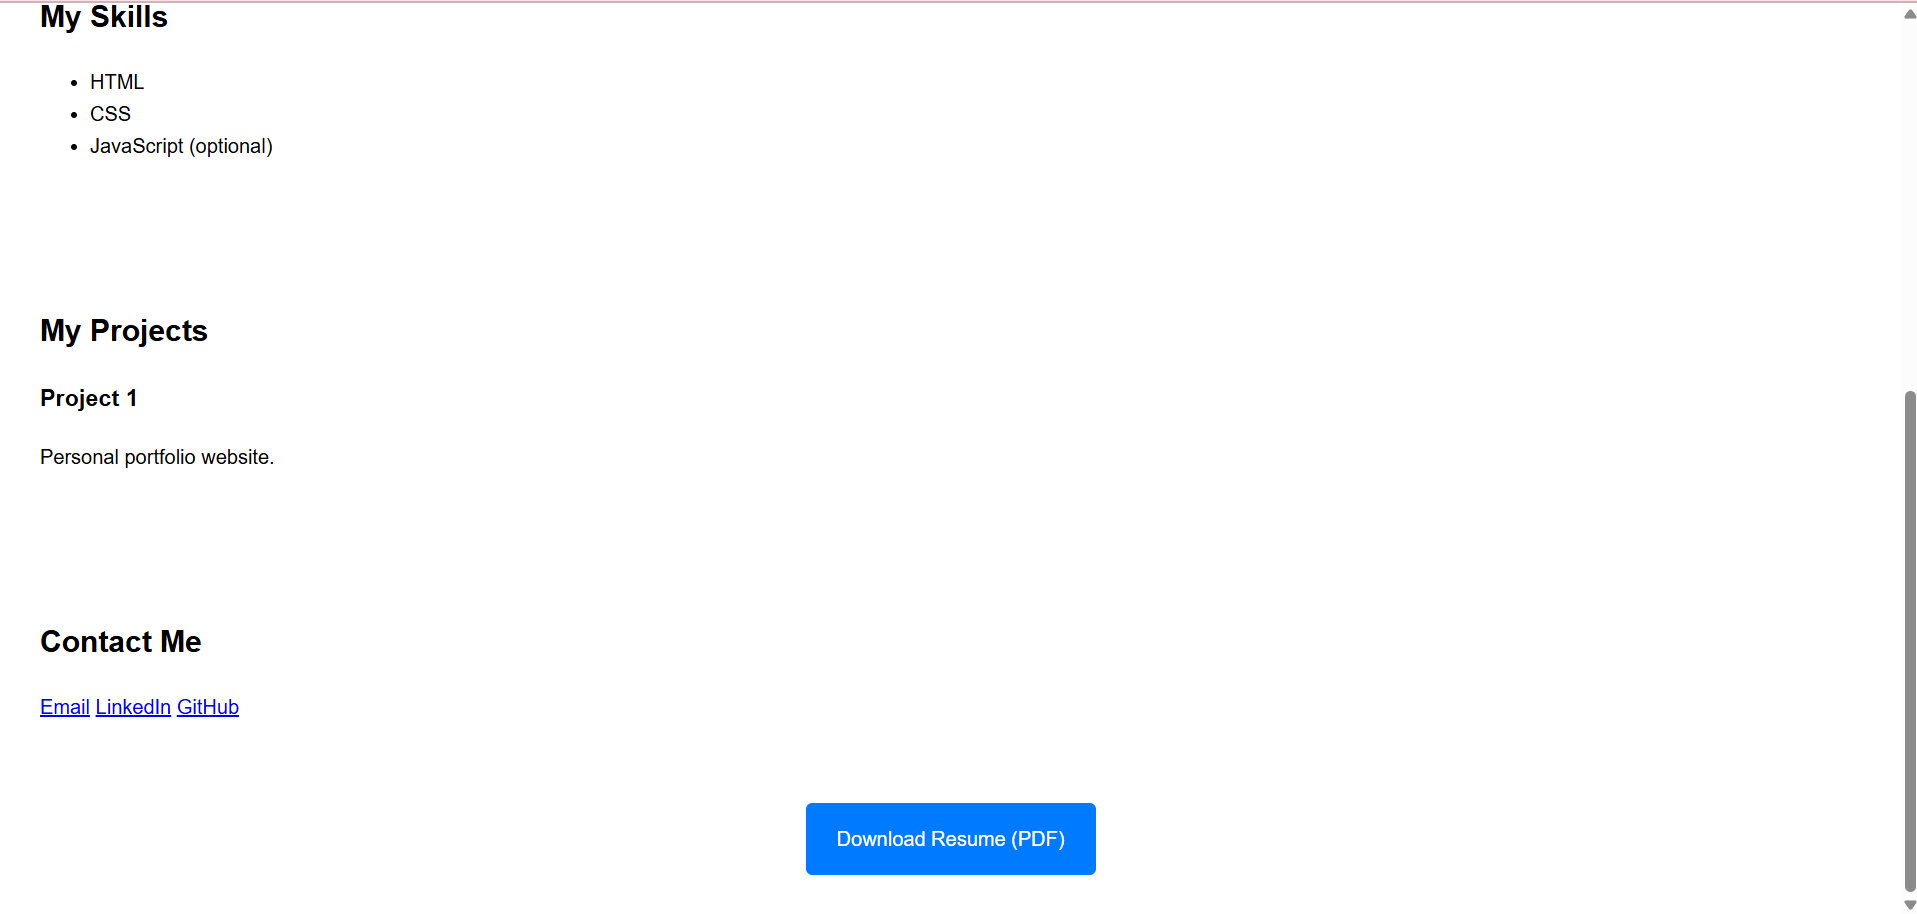 My Skills
HTML
CSS
JavaScript (optional)
My Projects
Project 1
Personal portfolio website.
Contact Me
Email LinkedIn GitHub
Download Resume (PDF)